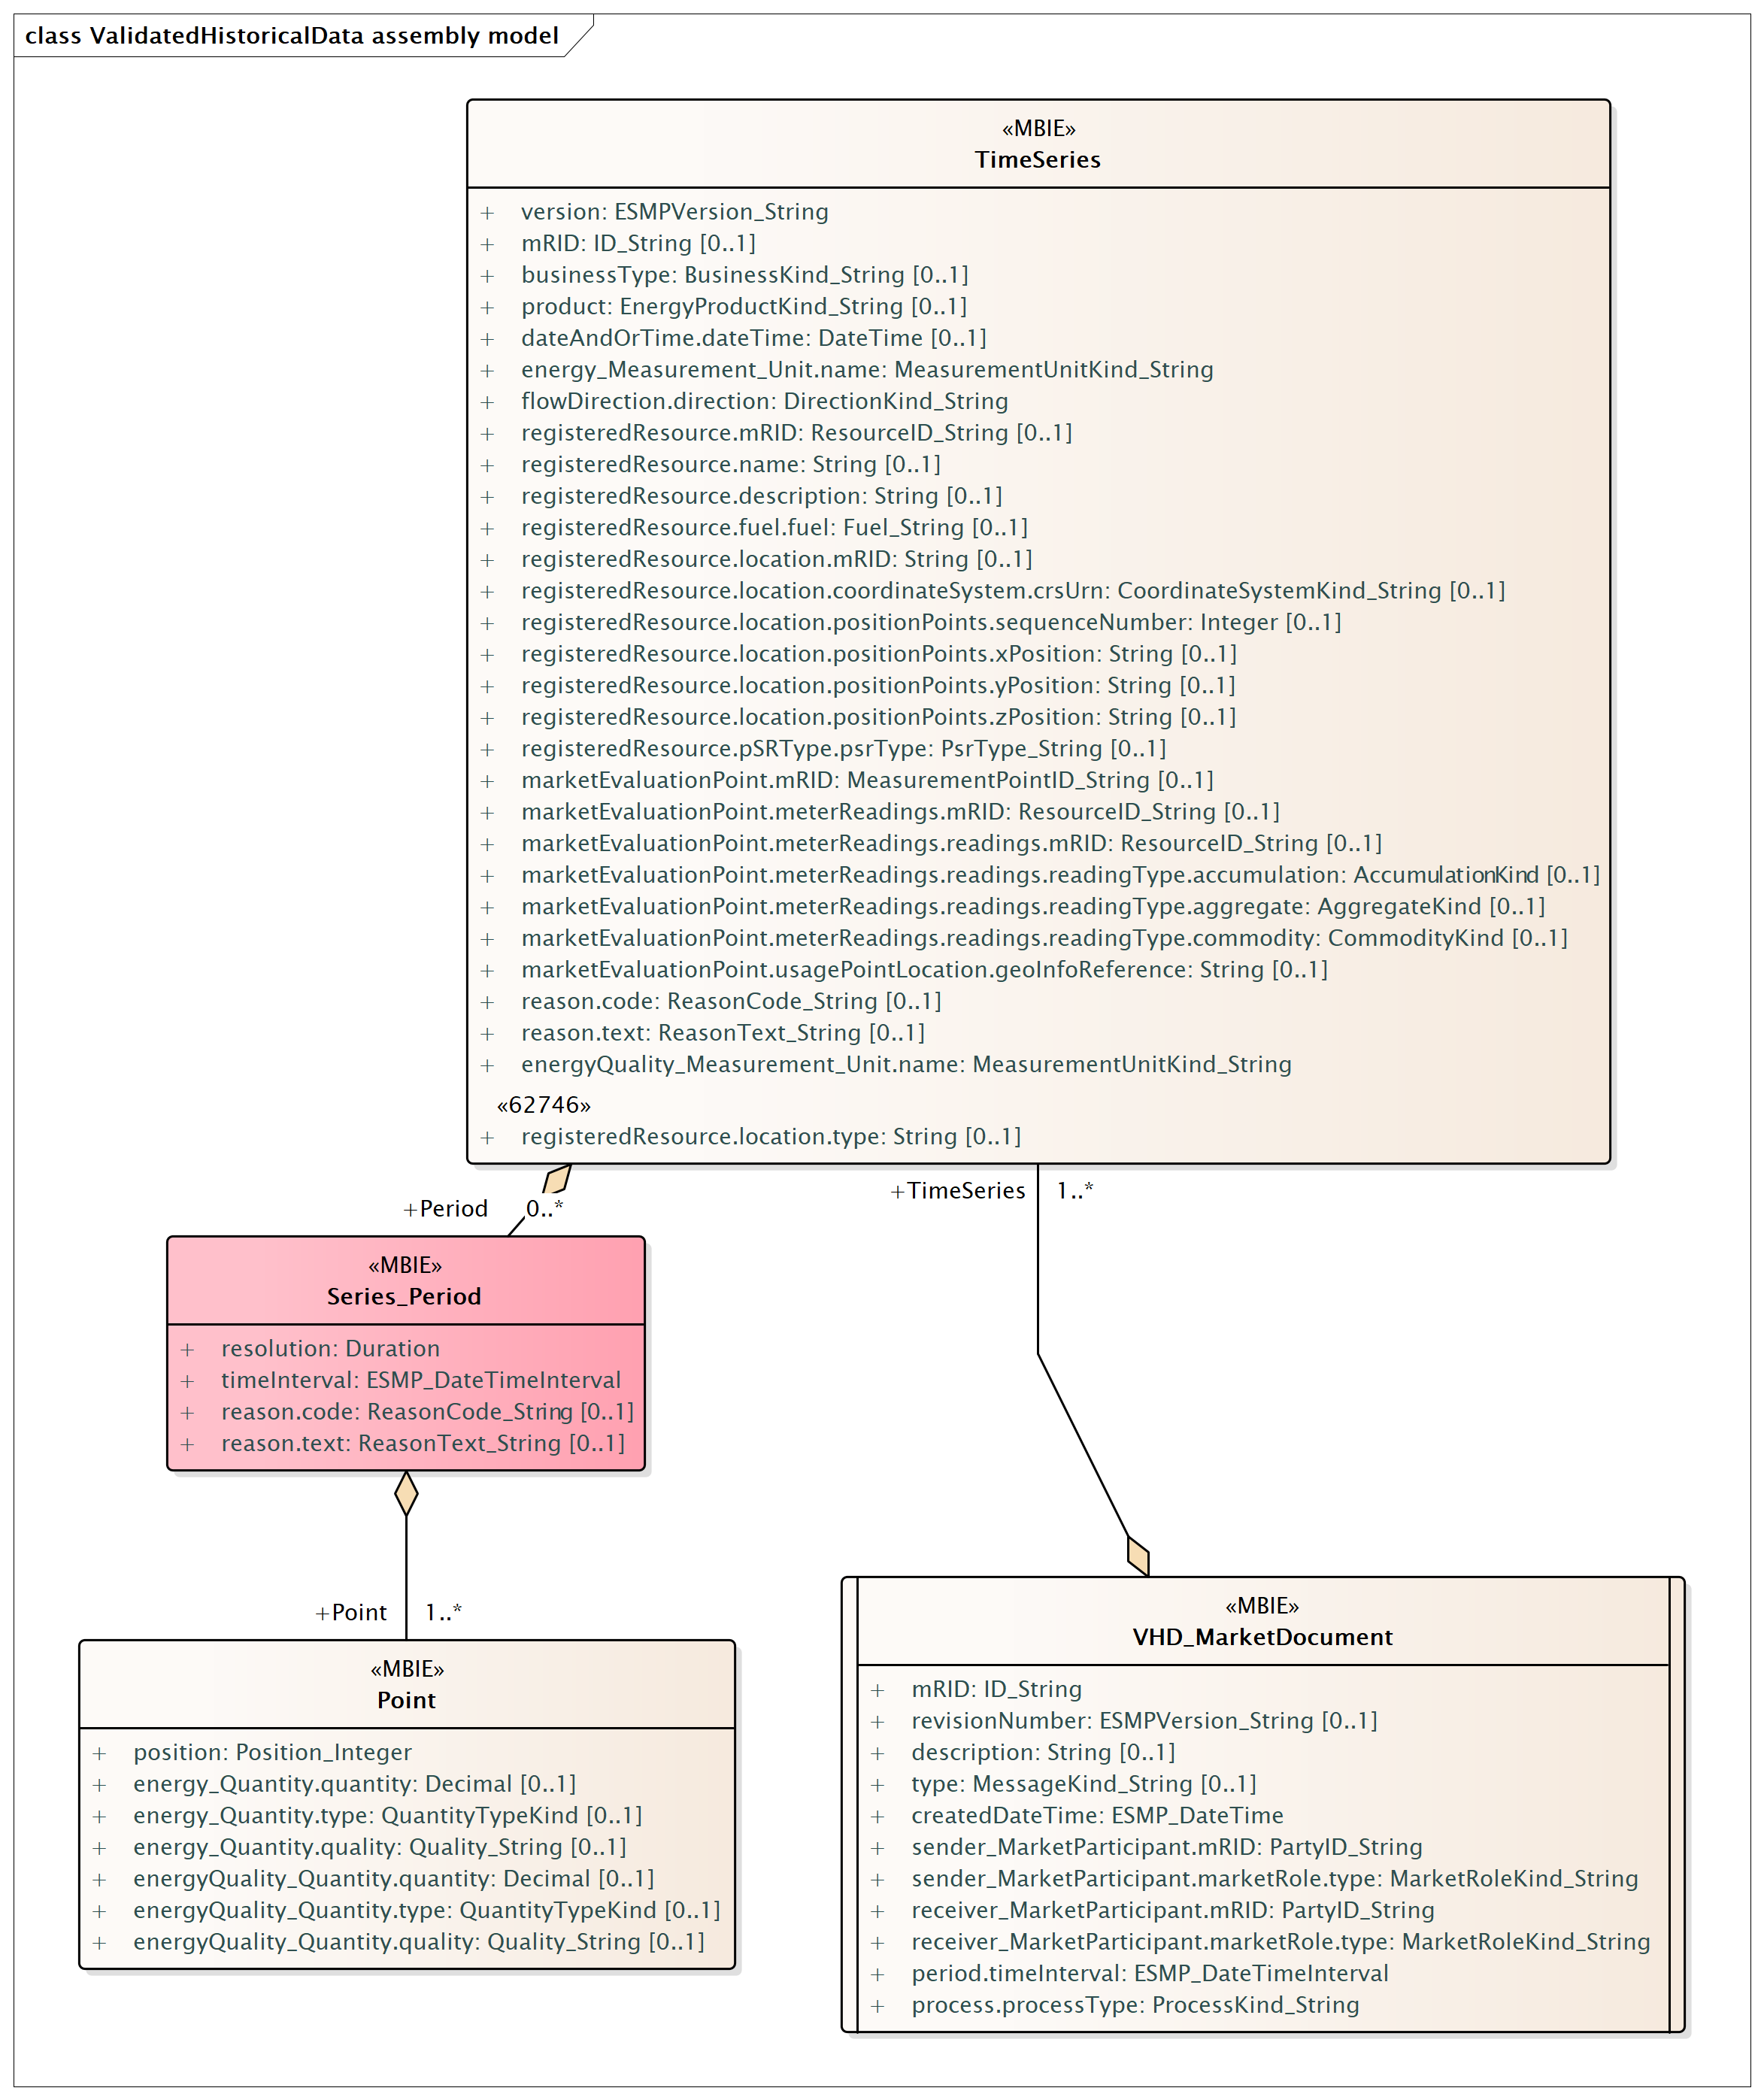 class ValidatedHistoricalData assembly model
«MBIE»
TimeSeries
+ version: ESMPVersion_String
+ mRID: ID_String [0..1]
+ businessType: BusinessKind_String [0..1]
+ product: EnergyProductKind_String [0..1]
+ dateAndOrTime.dateTime: DateTime [0..1]
+ energy_Measurement_Unit.name: MeasurementUnitKind_String
+ flowDirection.direction: DirectionKind_String
+ registeredResource.mRID: ResourceID_String [0..1]
+ registeredResource.name: String [0..1]
+ registeredResource.description: String [0..1]
+ registeredResource.fuel.fuel: Fuel_String [0..1]
+ registeredResource.location.mRID: String [0..1]
+ registeredResource.location.coordinateSystem.crsUrn: CoordinateSystemKind_String [0..1]
+ registeredResource.location.positionPoints.sequenceNumber: Integer [0..1]
+ registeredResource.location.positionPoints.xPosition: String [0..1]
+ registeredResource.location.positionPoints.yPosition: String [0..1]
+ registeredResource.location.positionPoints.zPosition: String [0..1]
+ registeredResource.pSRType.psrType: PsrType_String [0..1]
+ marketEvaluationPoint.mRID: MeasurementPointID_String [0..1]
+ marketEvaluationPoint.meterReadings.mRID: ResourceID_String [0..1]
+ marketEvaluationPoint.meterReadings.readings.mRID: ResourceID_String [0..1]
+ marketEvaluationPoint.meterReadings.readings.readingType.accumulation: AccumulationKind [0..1]
+ marketEvaluationPoint.meterReadings.readings.readingType.aggregate: AggregateKind [0..1]
+ marketEvaluationPoint.meterReadings.readings.readingType.commodity: CommodityKind [0..1]
+ marketEvaluationPoint.usagePointLocation.geoInfoReference: String [0..1]
+ reason.code: ReasonCode_String [0..1]
+ reason.text: ReasonText_String [0..1]
+ energyQuality_Measurement_Unit.name: MeasurementUnitKind_String
«62746»
+ registeredResource.location.type: String [0..1]
+Period 0..*
+TimeSeries 1..*
«MBIE»
Series_Period
+ resolution: Duration
+ timeInterval: ESMP_DateTimeInterval
+ reason.code: ReasonCode_String [0..1]
+ reason.text: ReasonText_String [0..1]
+Point 1..*
«MBIE»
Point
+ position: Position_Integer
+ energy_Quantity.quantity: Decimal [0..1]
+ energy_Quantity.type: QuantityTypeKind [0..1]
+ energy_Quantity.quality: Quality_String [0..1]
+ energyQuality_Quantity.quantity: Decimal [0..1]
+ energyQuality_Quantity.type: QuantityTypeKind [0..1]
+ energyQuality_Quantity.quality: Quality_String [0..1]
«MBIE»
VHD_MarketDocument
+ mRID: ID_String
+ revisionNumber: ESMPVersion_String [0..1]
+ description: String [0..1]
+ type: MessageKind_String [0..1]
+ createdDateTime: ESMP_DateTime
+ sender_MarketParticipant.mRID: PartyID_String
+ sender_MarketParticipant.marketRole.type: MarketRoleKind_String
+ receiver_MarketParticipant.mRID: PartyID_String
+ receiver_MarketParticipant.marketRole.type: MarketRoleKind_String
+ period.timeInterval: ESMP_DateTimeInterval
+ process.processType: ProcessKind_String